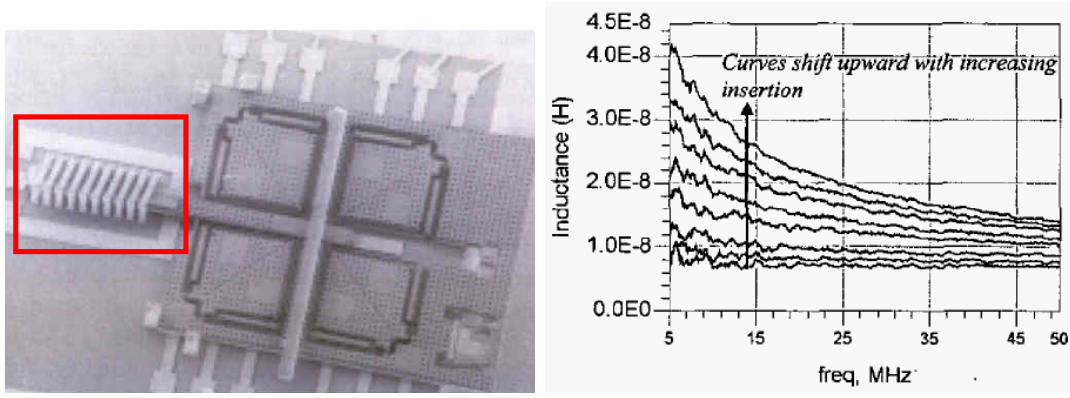 4.5E-8
4.0E-8
Curves shift upward with increasing
insertion
3.0E-8
2.0E-8
1.0E-8
0.0E0
Inductance (H)
5 15 25 35 45 50
freq, MHz